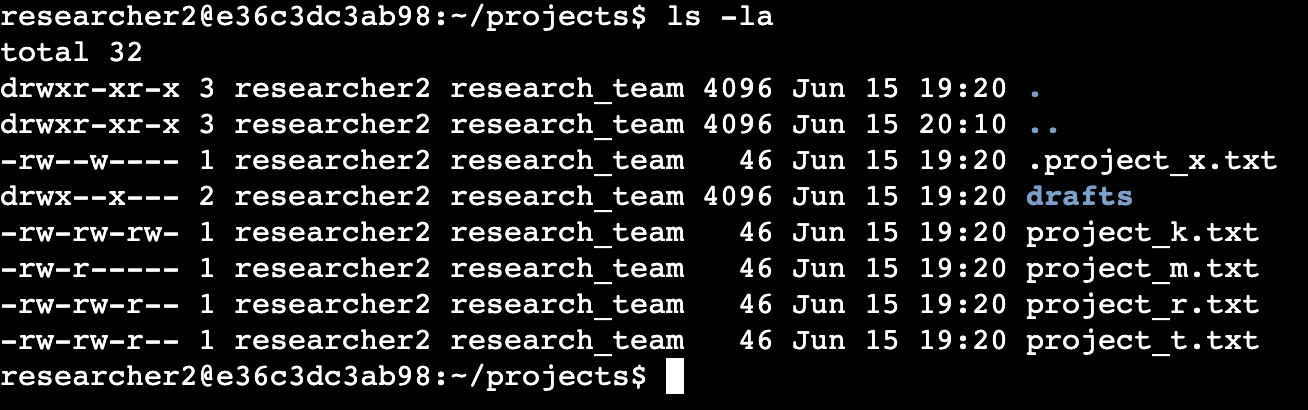 researcher2@e36c3dc3ab98:~/projects$ ls -la
total 32
drwxr-xr-x 3 researcher2 research_team 4096 Jun 15 19:20 .
drwxr-xr-x 3 researcher2 research_team 4096 Jun 15 20:10 ..
-rw--w---- 1 researcher2 research_team   46 Jun 15 19:20 .project_x.txt
drwx--x--- 2 researcher2 research_team 4096 Jun 15 19:20 drafts
-rw-rw-rw- 1 researcher2 research_team   46 Jun 15 19:20 project_k.txt
-rw-r----- 1 researcher2 research_team   46 Jun 15 19:20 project_m.txt
-rw-rw-r-- 1 researcher2 research_team   46 Jun 15 19:20 project_r.txt
-rw-rw-r-- 1 researcher2 research_team   46 Jun 15 19:20 project_t.txt
researcher2@e36c3dc3ab98:~/projects$